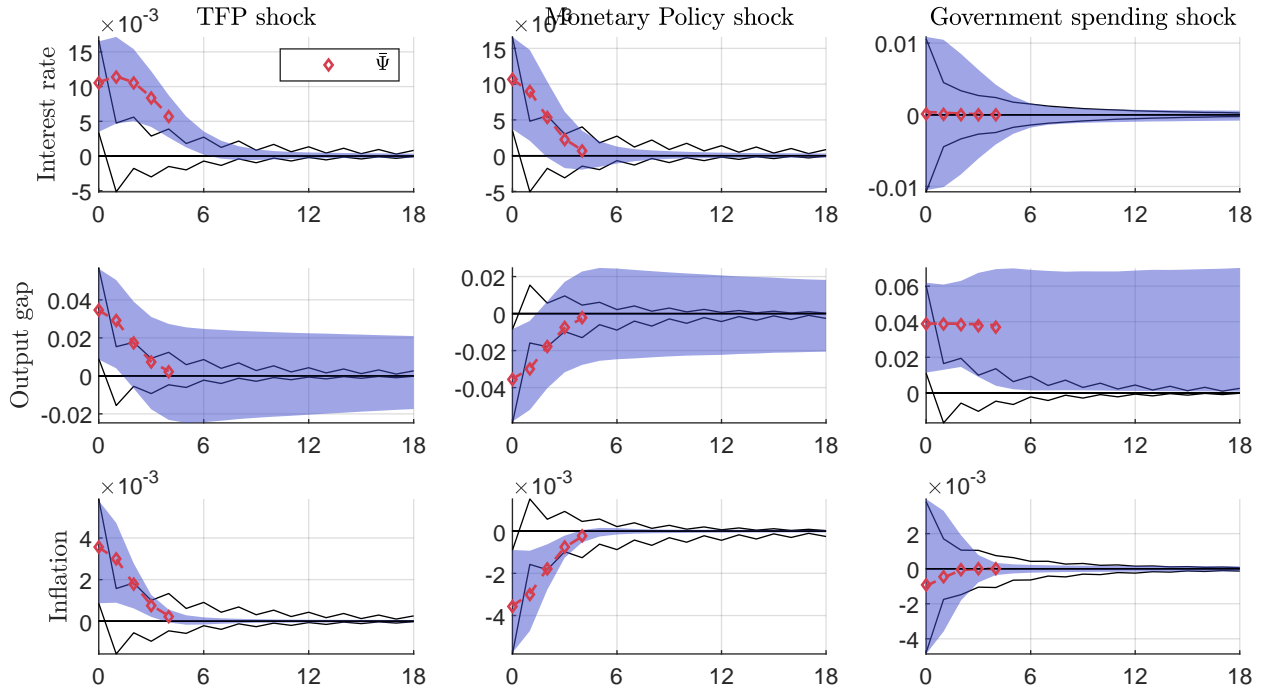 TFP shock
Monetary Policy shock
Government spending shock
×10⁻³
×10⁻³
Interest rate
15
10
5
0
-5
0 6 12 18
Ψ̄
15
10
5
0
-5
0 6 12 18
0.01
0
-0.01
0 6 12 18
Output gap
0.04
0.02
0
-0.02
0 6 12 18
0.02
0
-0.02
-0.04
0 6 12 18
0.06
0.04
0.02
0
0 6 12 18
Inflation
×10⁻³
4
2
0
0 6 12 18
×10⁻³
0
-2
-4
0 6 12 18
×10⁻³
2
0
-2
-4
0 6 12 18